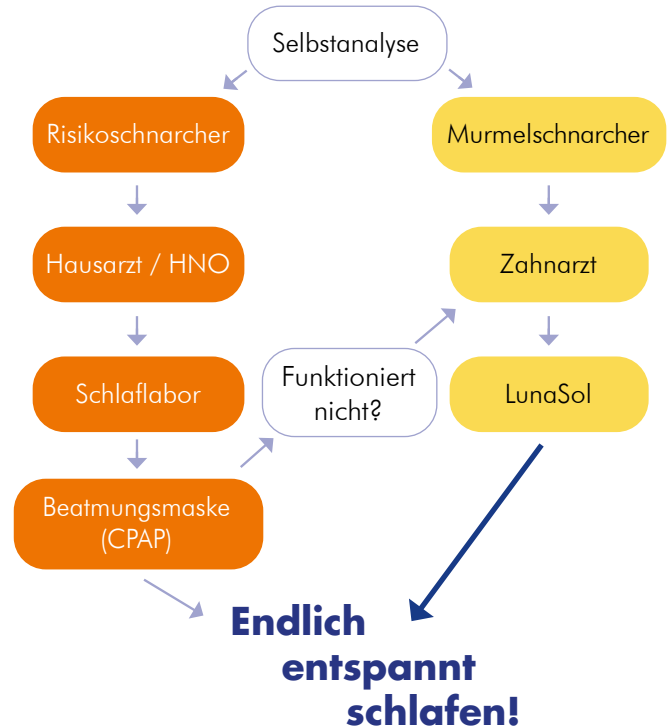 Selbstanalyse
Risikoschnarcher
Murmelschnarcher
Hausarzt / HNO
Zahnarzt
Schlaflabor
Funktioniert
nicht?
LunaSol
Beatmungsmaske
(CPAP)
Endlich
entspannt
schlafen!